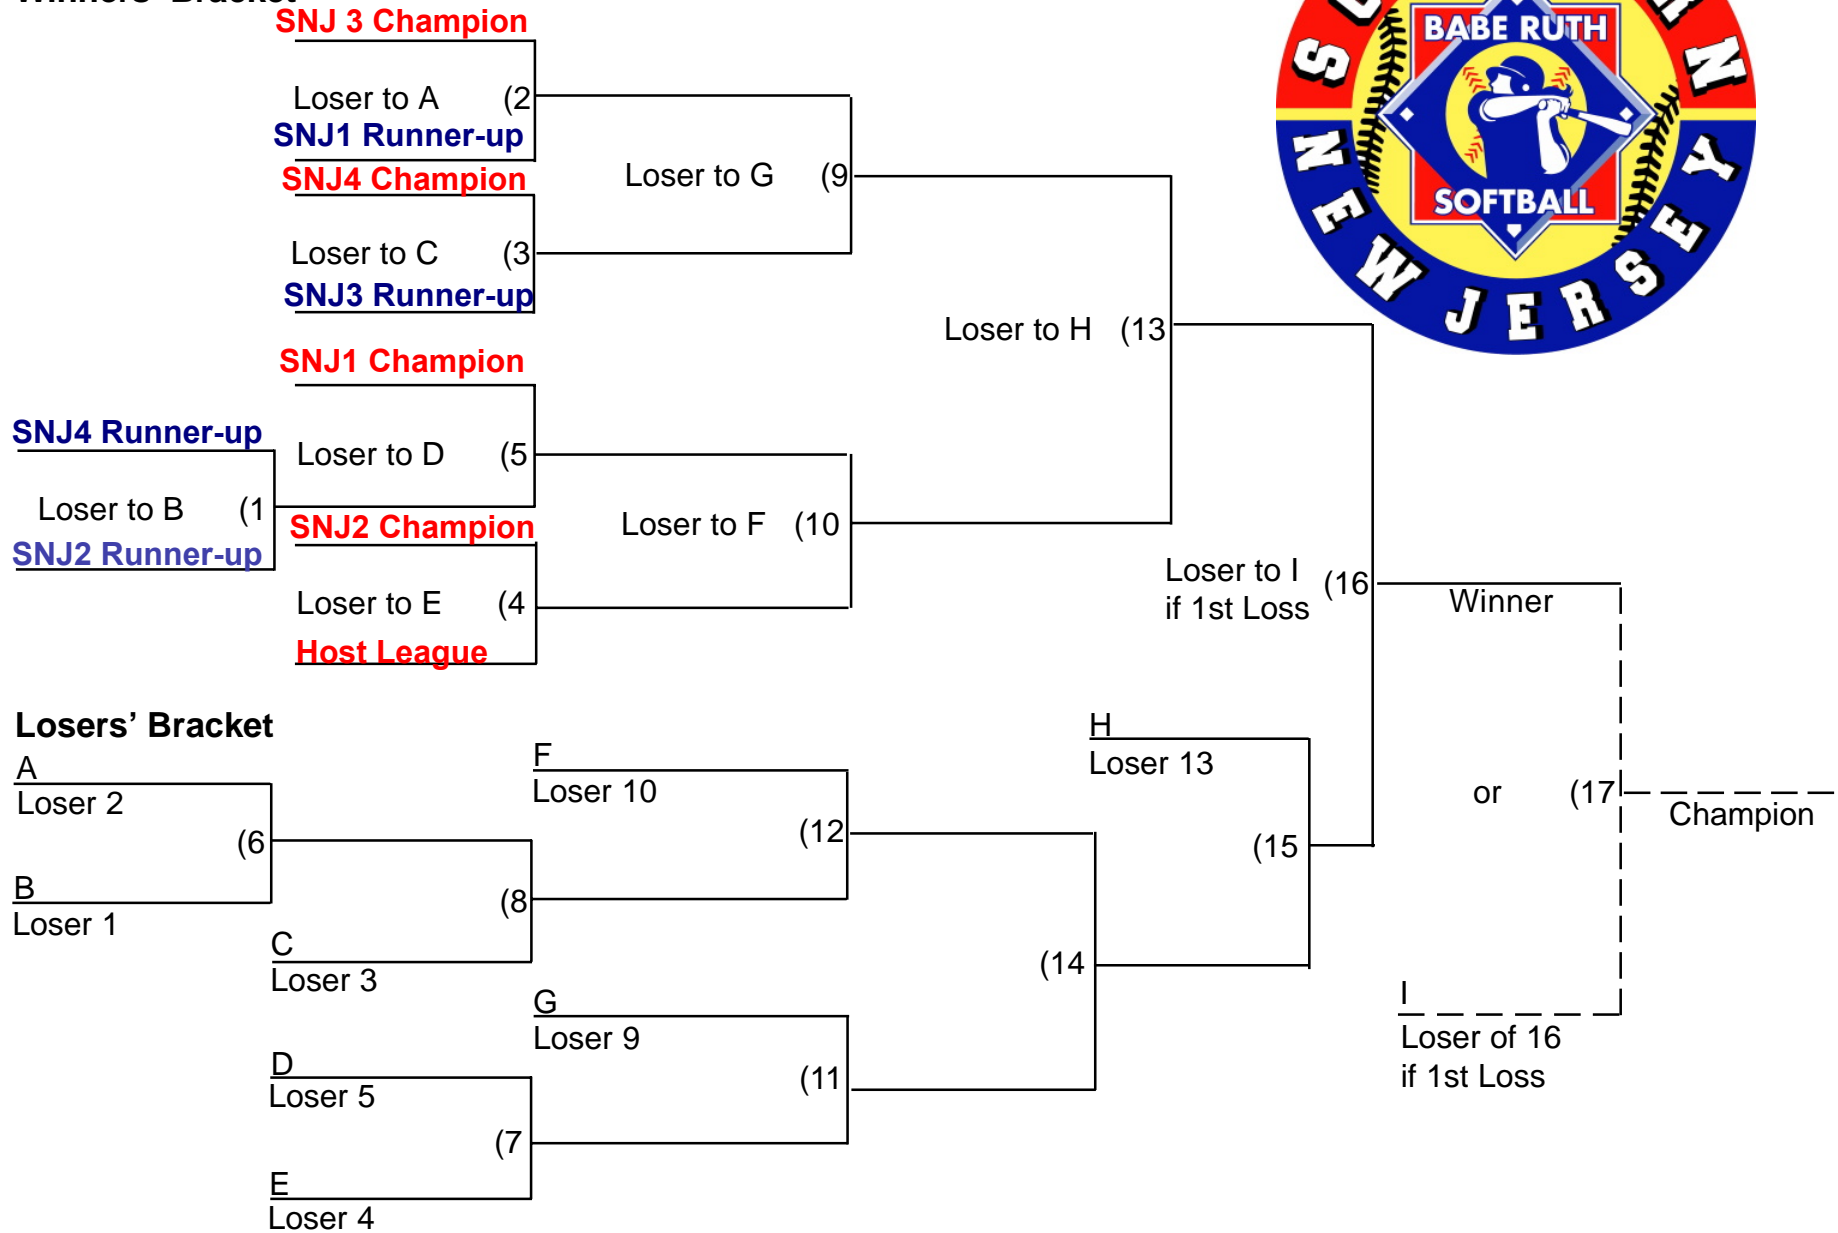 Winners' Bracket
SNJ 3 Champion
Loser to A (2
SNJ1 Runner-up
SNJ4 Champion
Loser to G (9
Loser to C (3
SNJ3 Runner-up
Loser to H (13
SNJ1 Champion
SNJ4 Runner-up
Loser to D (5
Loser to B (1
SNJ2 Champion
Loser to F (10
SNJ2 Runner-up
Loser to E (4
Host League
Loser to I
if 1st Loss (16
Winner
BABE RUTH
SOFTBALL
NEW JERSEY
Losers’ Bracket
A
Loser 2
(6
B
Loser 1
(8
C
Loser 3
F
Loser 10
(12
G
Loser 9
(11
D
Loser 5
(7
E
Loser 4
(14
H
Loser 13
(15
or (17
Champion
I
Loser of 16
if 1st Loss